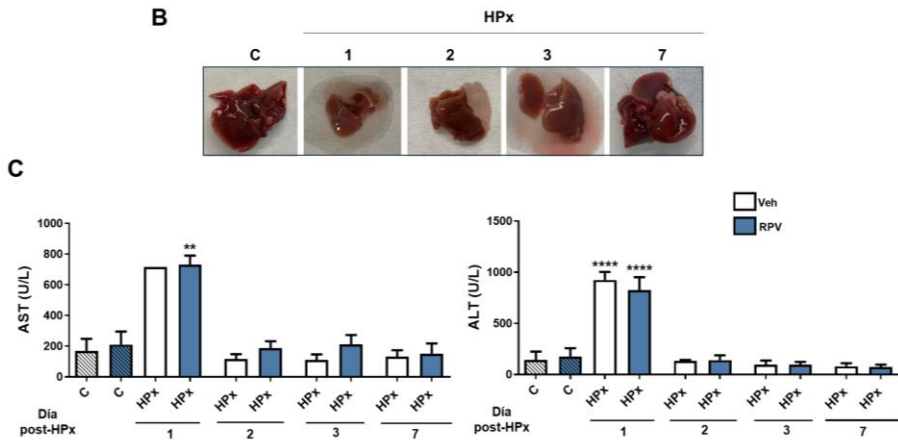 B
HPx
C 1 2 3 7
C
Veh
RPV
AST (U/L)
1000
800
600
400
200
0
**
C C HPx HPx HPx HPx HPx HPx HPx HPx
Día
post-HPx
1 2 3 7
ALT (U/L)
1500
1000
500
0
**** ****
C C HPx HPx HPx HPx HPx HPx HPx HPx
Día
post-HPx
1 2 3 7